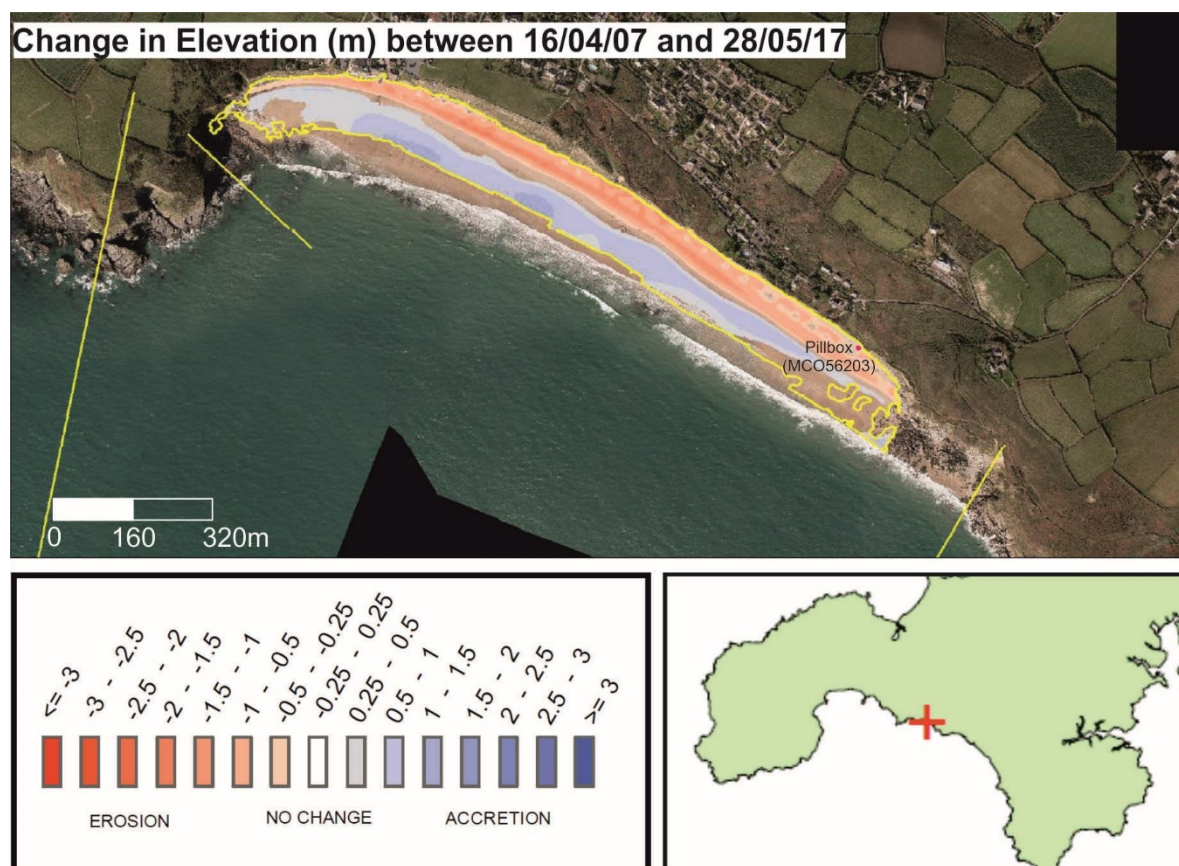 Change in Elevation (m) between 16/04/07 and 28/05/17
Pillbox
(MCO56203)
0 160 320m
<= -3
-3 - -2.5
-2.5 - -2
-2 - -1.5
-1.5 - -1
-1 - -0.5
-0.5 - -0.25
-0.25 - 0.25
0.25 - 0.5
0.5 - 1
1 - 1.5
1.5 - 2
2 - 2.5
2.5 - 3
>= 3
EROSION NO CHANGE ACCRETION